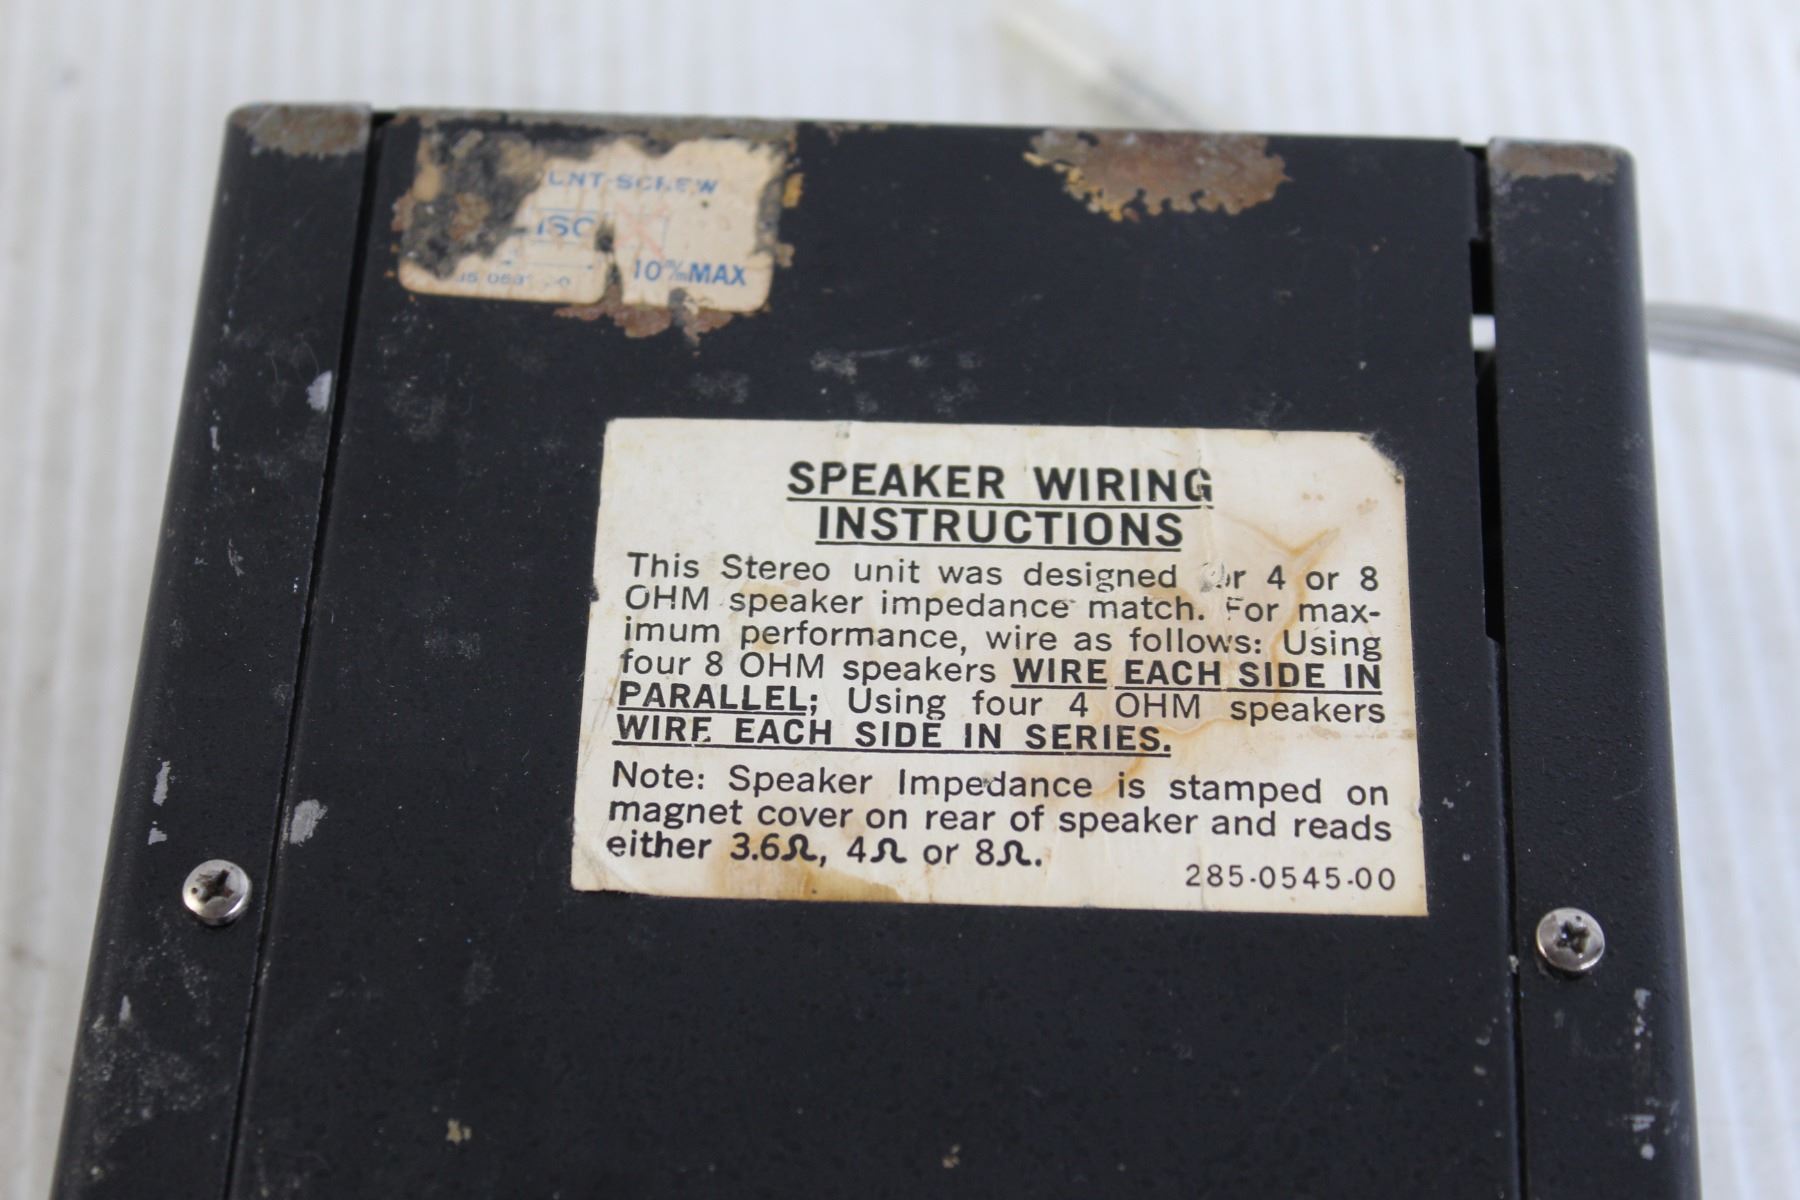 10%MAX
SPEAKER WIRING
INSTRUCTIONS
This Stereo unit was designed 4 or 8
OHM speaker impedance match. For max-
imum performance, wire as follows: Using
four 8 OHM speakers WIRE EACH SIDE IN
PARALLEL; Using four 4 OHM speakers
WIRE EACH SIDE IN SERIES.
Note: Speaker Impedance is stamped on
magnet cover on rear of speaker and reads
either 3.6Ω, 4Ω or 8Ω.
285-0545-00